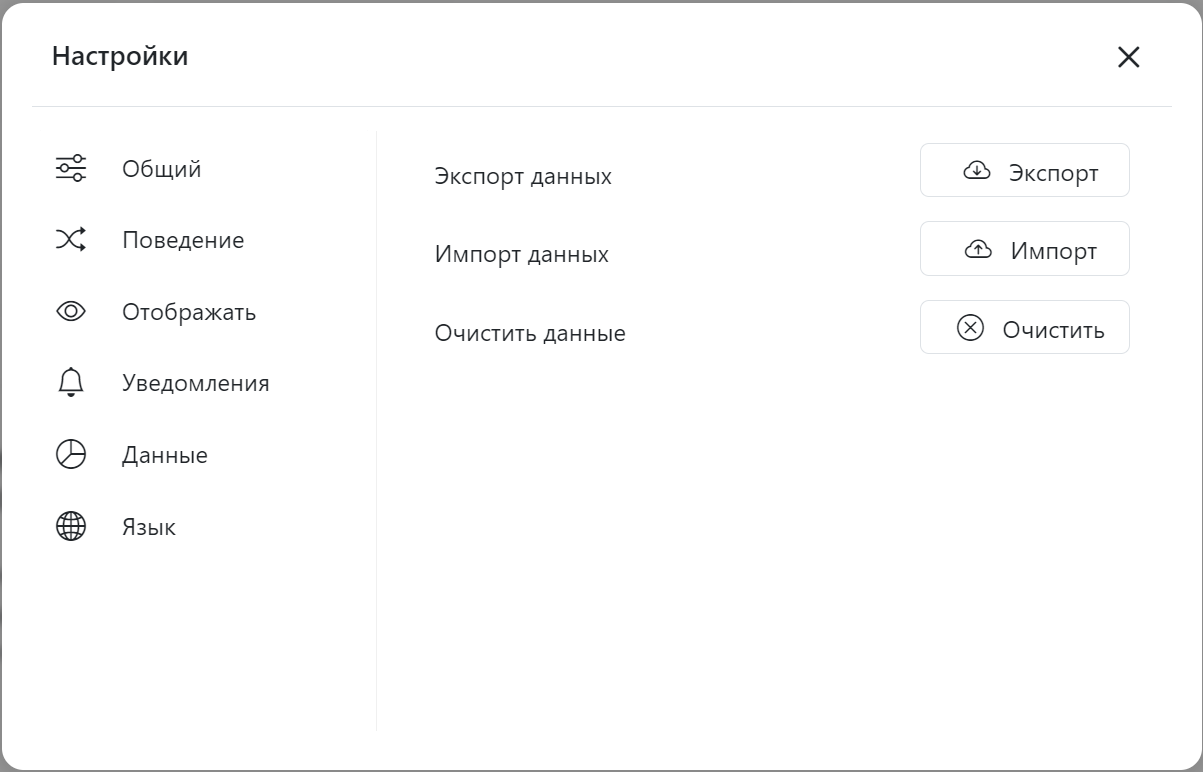 Настройки
Общий
Поведение
Отображать
Уведомления
Данные
Язык
Экспорт данных
Экспорт
Импорт данных
Импорт
Очистить данные
Очистить